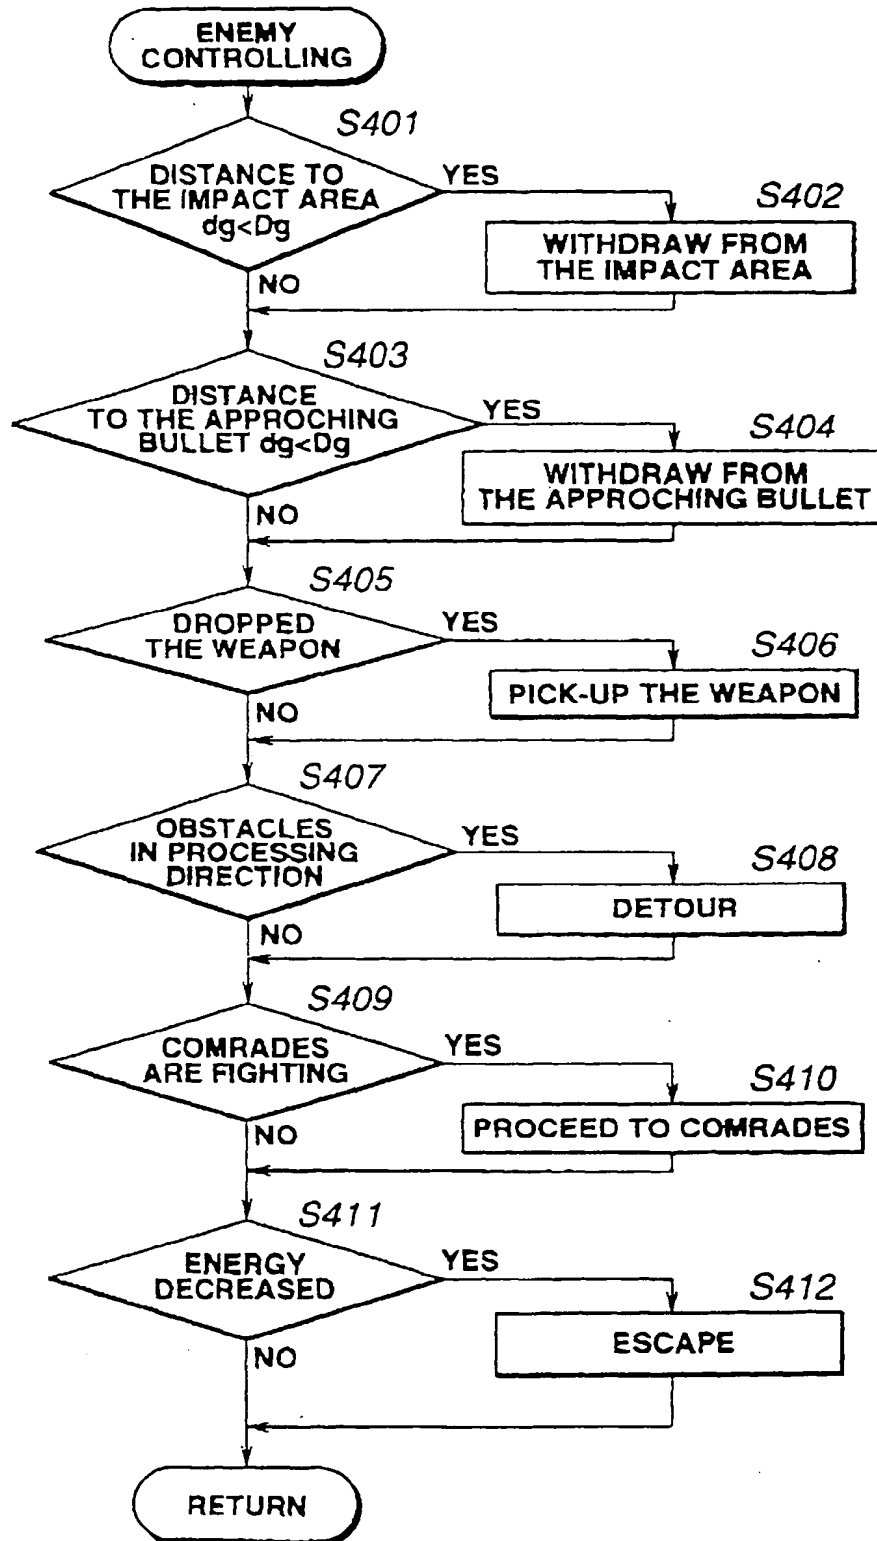 ENEMY
CONTROLLING
S401
DISTANCE TO
THE IMPACT AREA
dg<Dg
YES
S402
WITHDRAW FROM
THE IMPACT AREA
NO
S403
DISTANCE
TO THE APPROCHING
BULLET dg<Dg
YES
S404
WITHDRAW FROM
THE APPROCHING BULLET
NO
S405
DROPPED
THE WEAPON
YES
S406
PICK-UP THE WEAPON
NO
S407
OBSTACLES
IN PROCESSING
DIRECTION
YES
S408
DETOUR
NO
S409
COMRADES
ARE FIGHTING
YES
S410
PROCEED TO COMRADES
NO
S411
ENERGY
DECREASED
YES
S412
ESCAPE
NO
RETURN